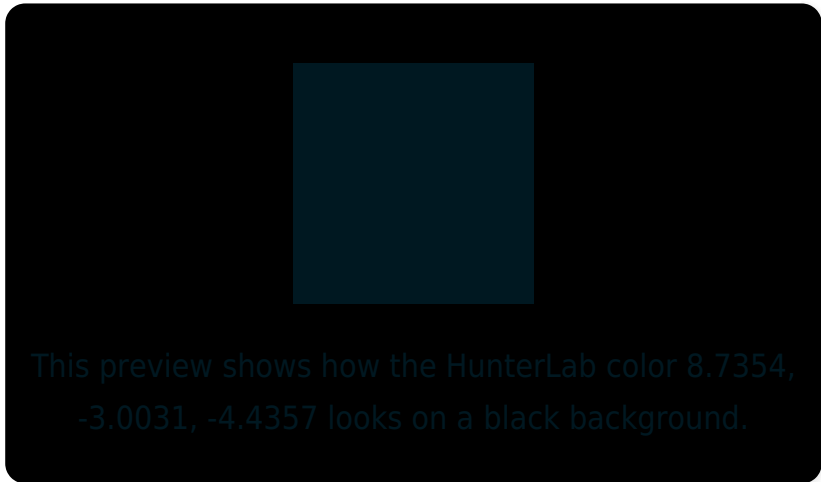 This preview shows how the HunterLab color 8.7354,
-3.0031, -4.4357 looks on a black background.